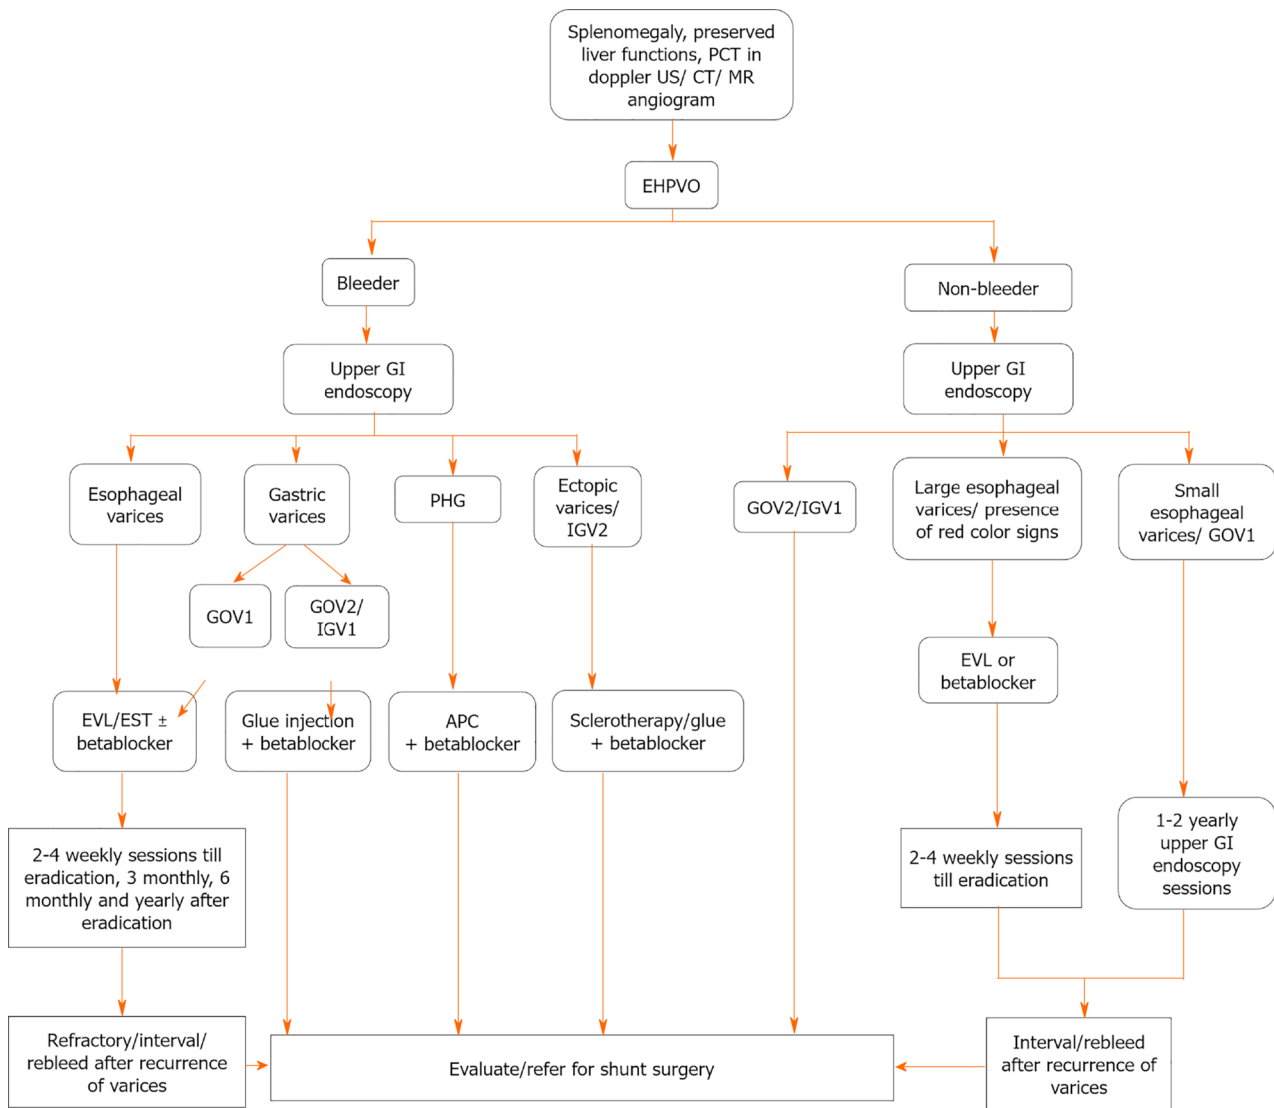 Splenomegaly, preserved
liver functions, PCT in
doppler US/ CT/ MR
angiogram
EHPVO
Bleeder
Non-bleeder
Upper GI
endoscopy
Upper GI
endoscopy
Esophageal
varices
Gastric
varices
PHG
Ectopic
varices/
IGV2
GOV2/IGV1
Large esophageal
varices/ presence
of red color signs
Small
esophageal
varices/ GOV1
GOV1
GOV2/
IGV1
EVL or
betablocker
EVL/EST ±
betablocker
Glue injection
+ betablocker
APC
+ betablocker
Sclerotherapy/glue
+ betablocker
2-4 weekly sessions till
eradication, 3 monthly, 6
monthly and yearly after
eradication
2-4 weekly sessions
till eradication
1-2 yearly
upper GI
endoscopy
sessions
Refractory/interval/
rebleed after recurrence
of varices
Evaluate/refer for shunt surgery
Interval/rebleed
after recurrence of
varices